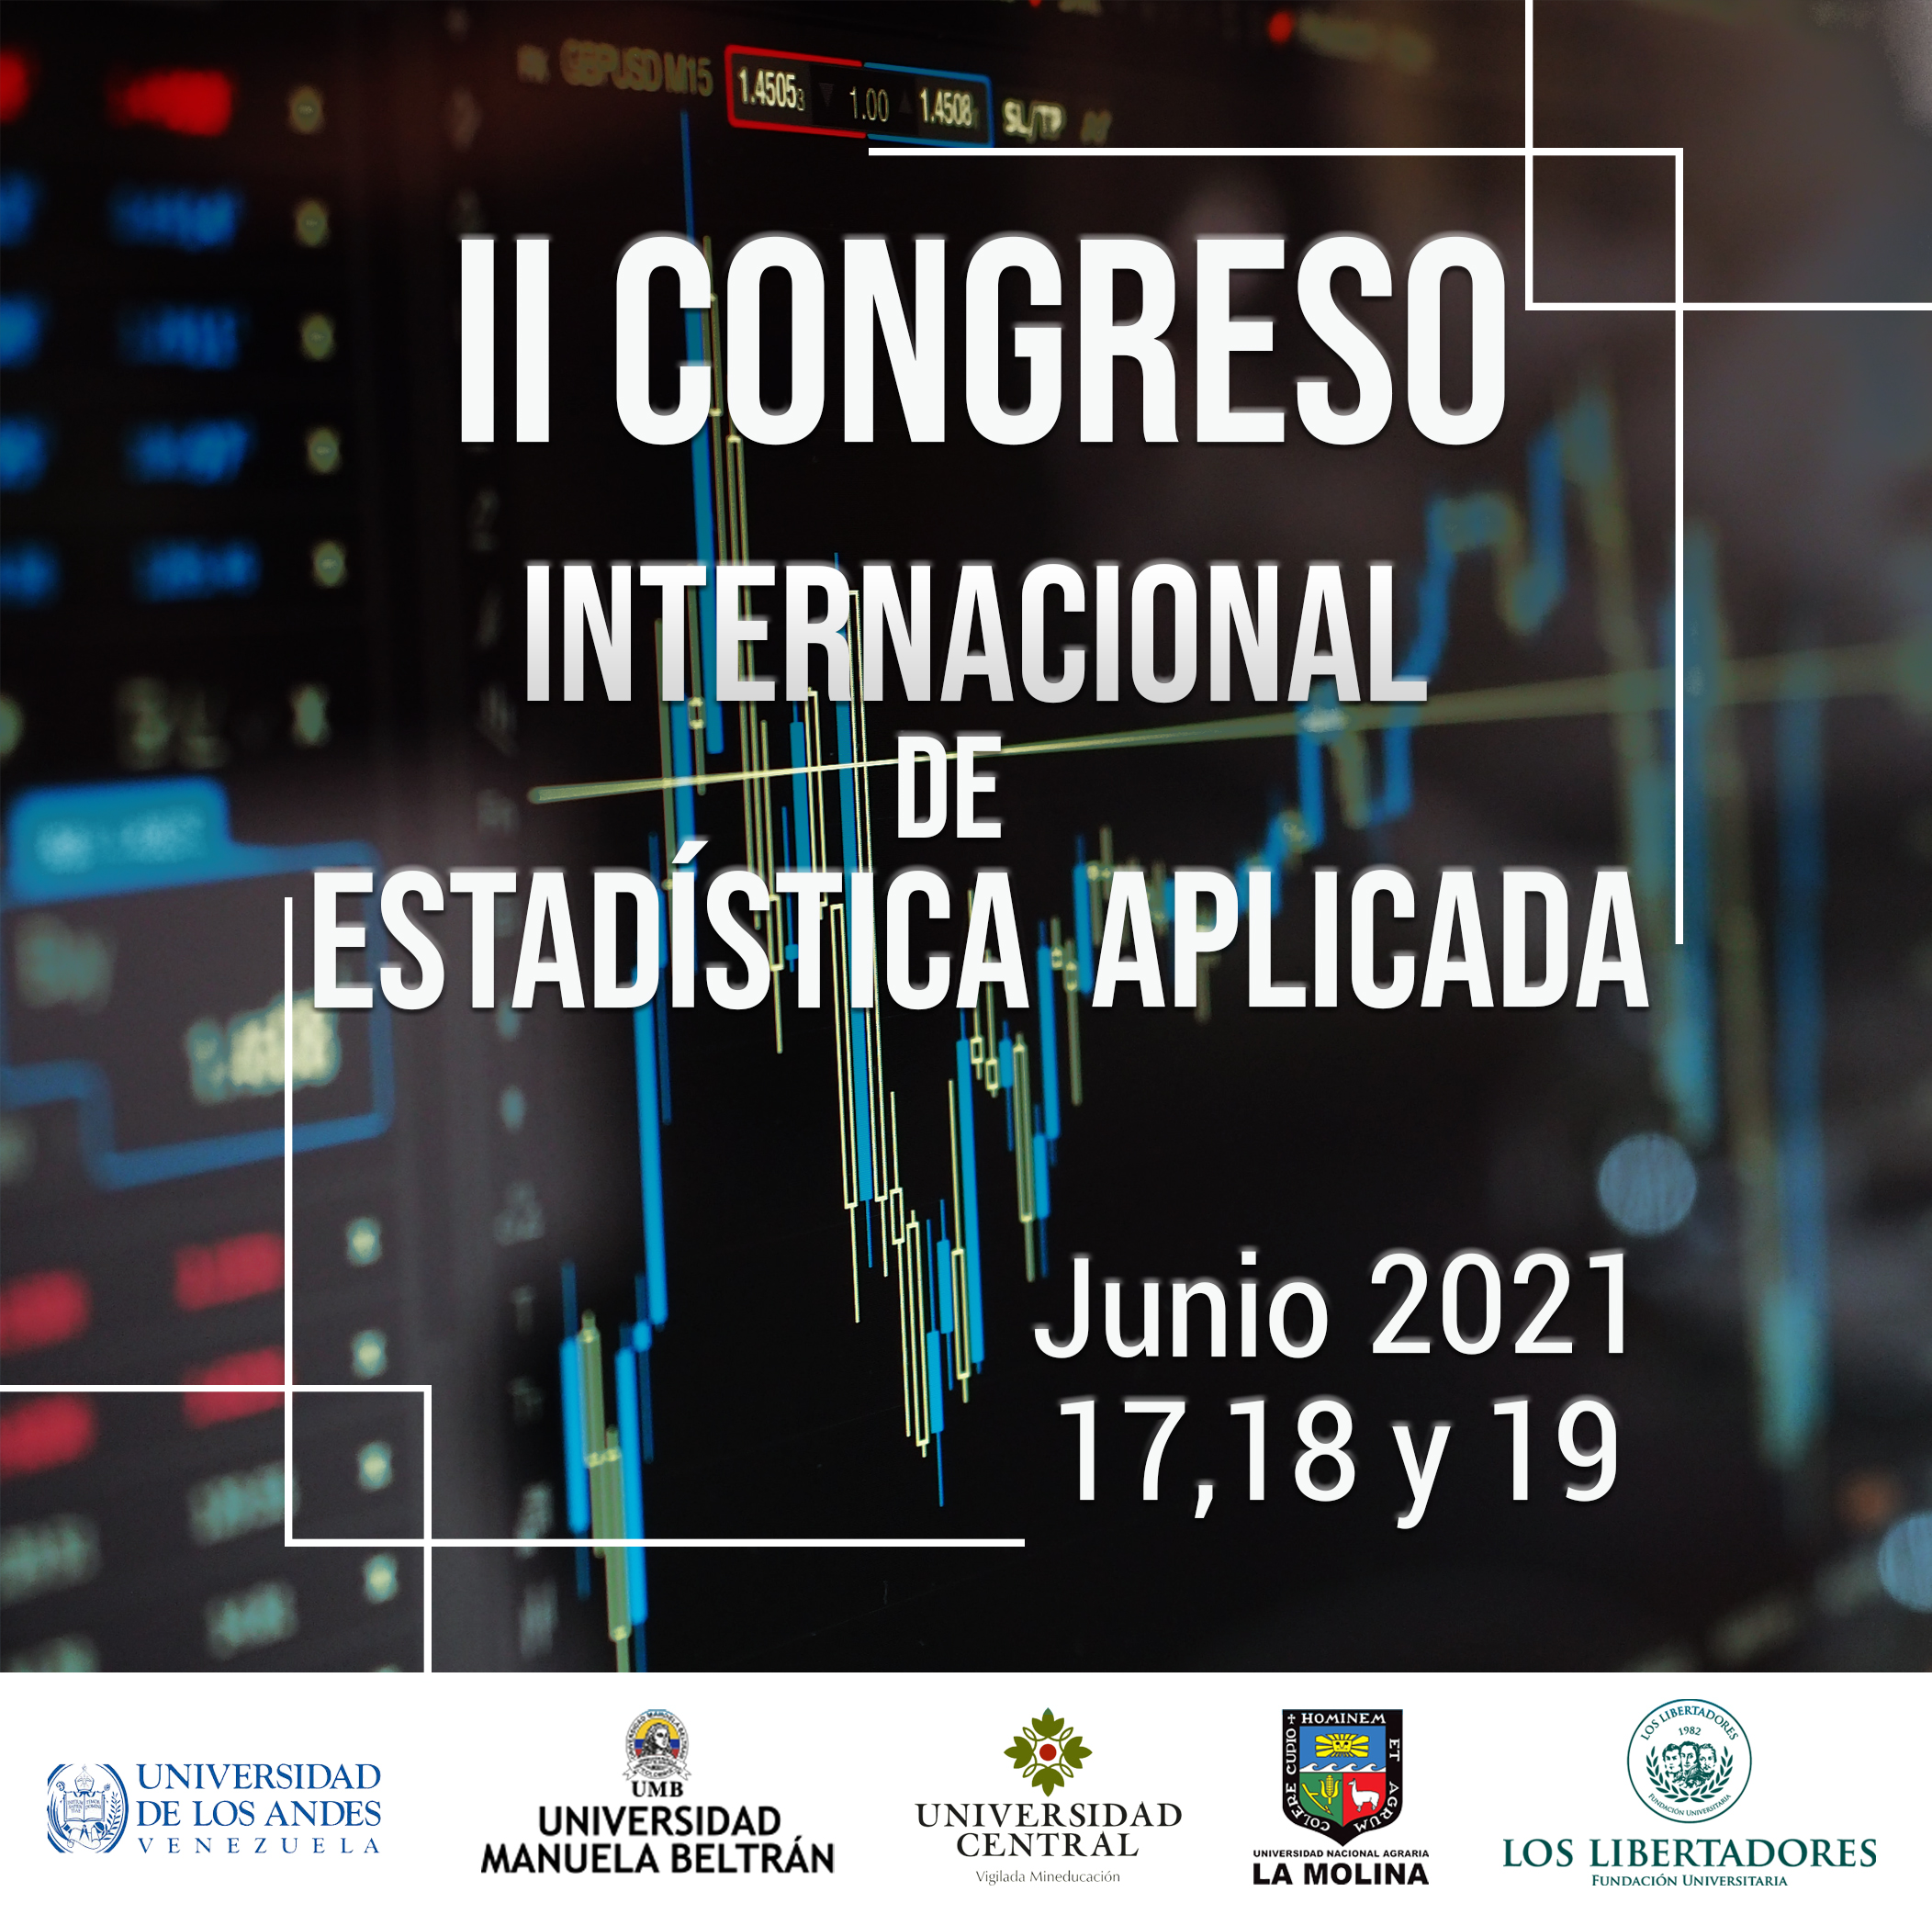 GBPUSD M15
1.45053 1.00 1.4508
SL/TP
II CONGRESO
INTERNACIONAL
DE
ESTADÍSTICA APLICADA
Junio 2021
17,18 y 19
UNIVERSIDAD
DE LOS ANDES
VENEZUELA
UMB
UNIVERSIDAD
MANUELA BELTRÁN
UNIVERSIDAD
CENTRAL
Vigilada Mineducación
COLERE CUPIO + HOMINEM ET AGRUM
UNIVERSIDAD NACIONAL AGRARIA
LA MOLINA
LOS LIBERTADORES
1982
FUNDACIÓN UNIVERSITARIA
LOS LIBERTADORES
FUNDACIÓN UNIVERSITARIA